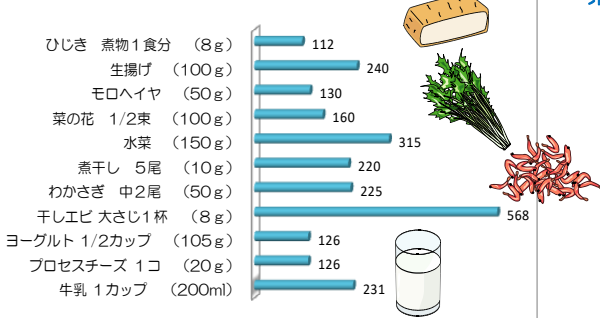 ひじき 煮物1食分 （8ｇ） 112
生揚げ （100ｇ） 240
モロヘイヤ （50ｇ） 130
菜の花 1/2束 （100ｇ） 160
水菜 （150ｇ） 315
煮干し 5尾 （10ｇ） 220
わかさぎ 中2尾 （50ｇ） 225
干しエビ 大さじ1杯 （8ｇ） 568
ヨーグルト 1/2カップ （105ｇ） 126
プロセスチーズ 1コ （20ｇ） 126
牛乳 1カップ （200ml） 231